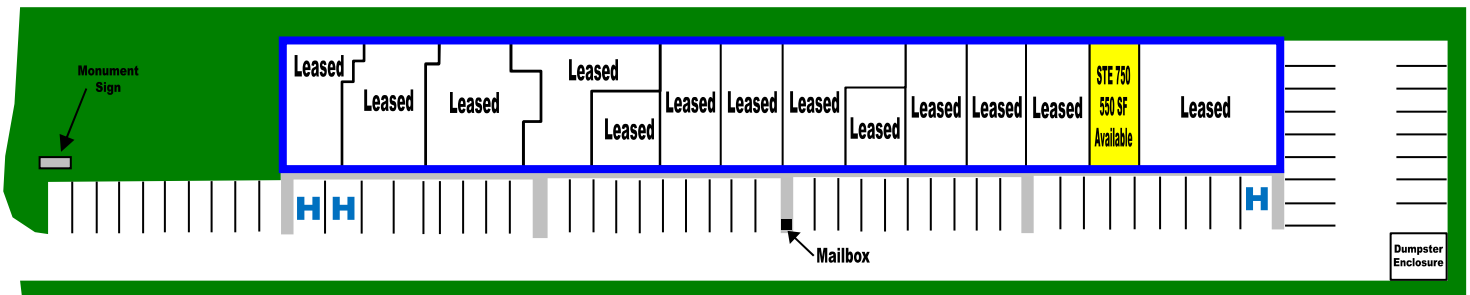 Monument
Sign
Leased
Leased
Leased
Leased
Leased
Leased
Leased
Leased
Leased
Leased
Leased
Leased
STE 750
550 SF
Available
Leased
H
H
H
Mailbox
Dumpster
Enclosure